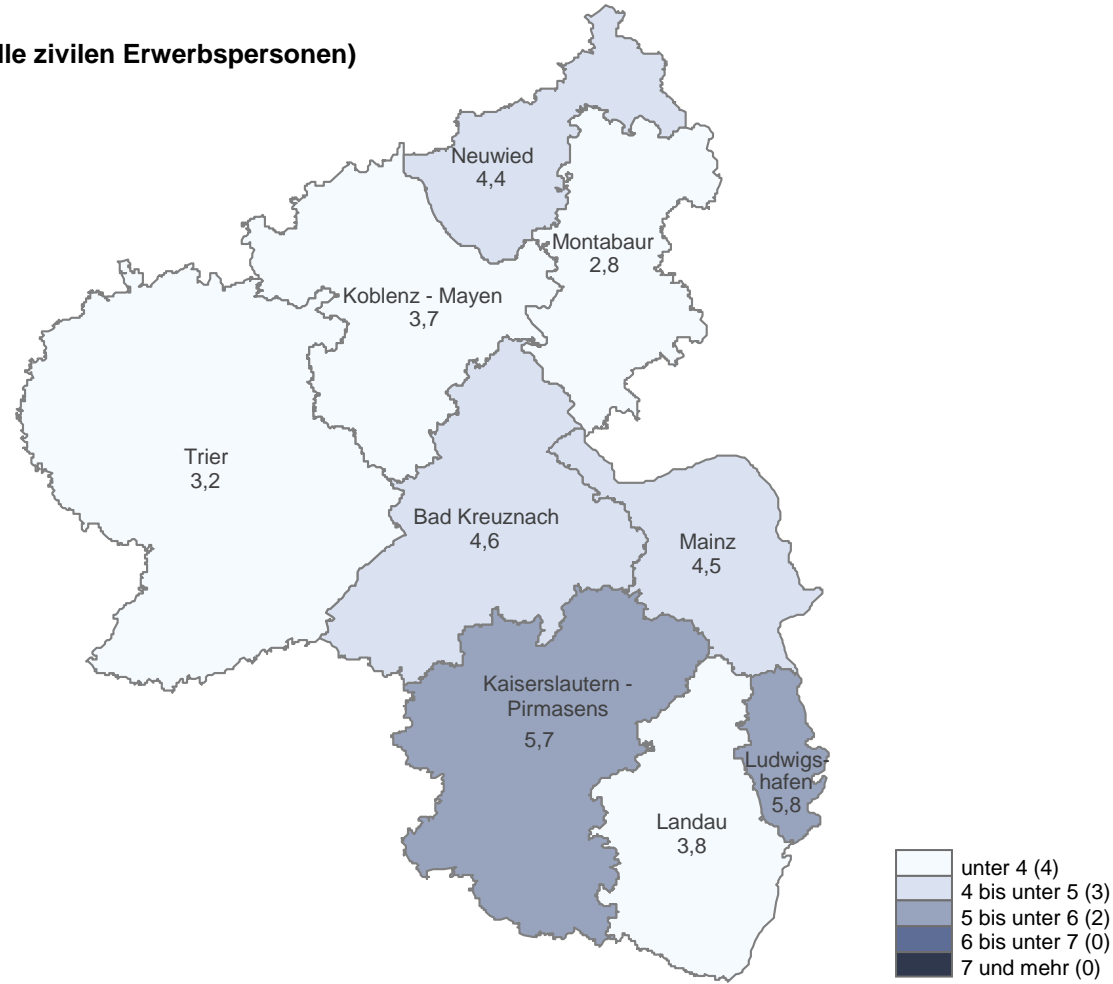 lle zivilen Erwerbspersonen)
Neuwied
4,4
Montabaur
2,8
Koblenz - Mayen
3,7
Trier
3,2
Bad Kreuznach
4,6
Mainz
4,5
Kaiserslautern -
Pirmasens
5,7
Ludwigs-
hafen
5,8
Landau
3,8
unter 4 (4)
4 bis unter 5 (3)
5 bis unter 6 (2)
6 bis unter 7 (0)
7 und mehr (0)